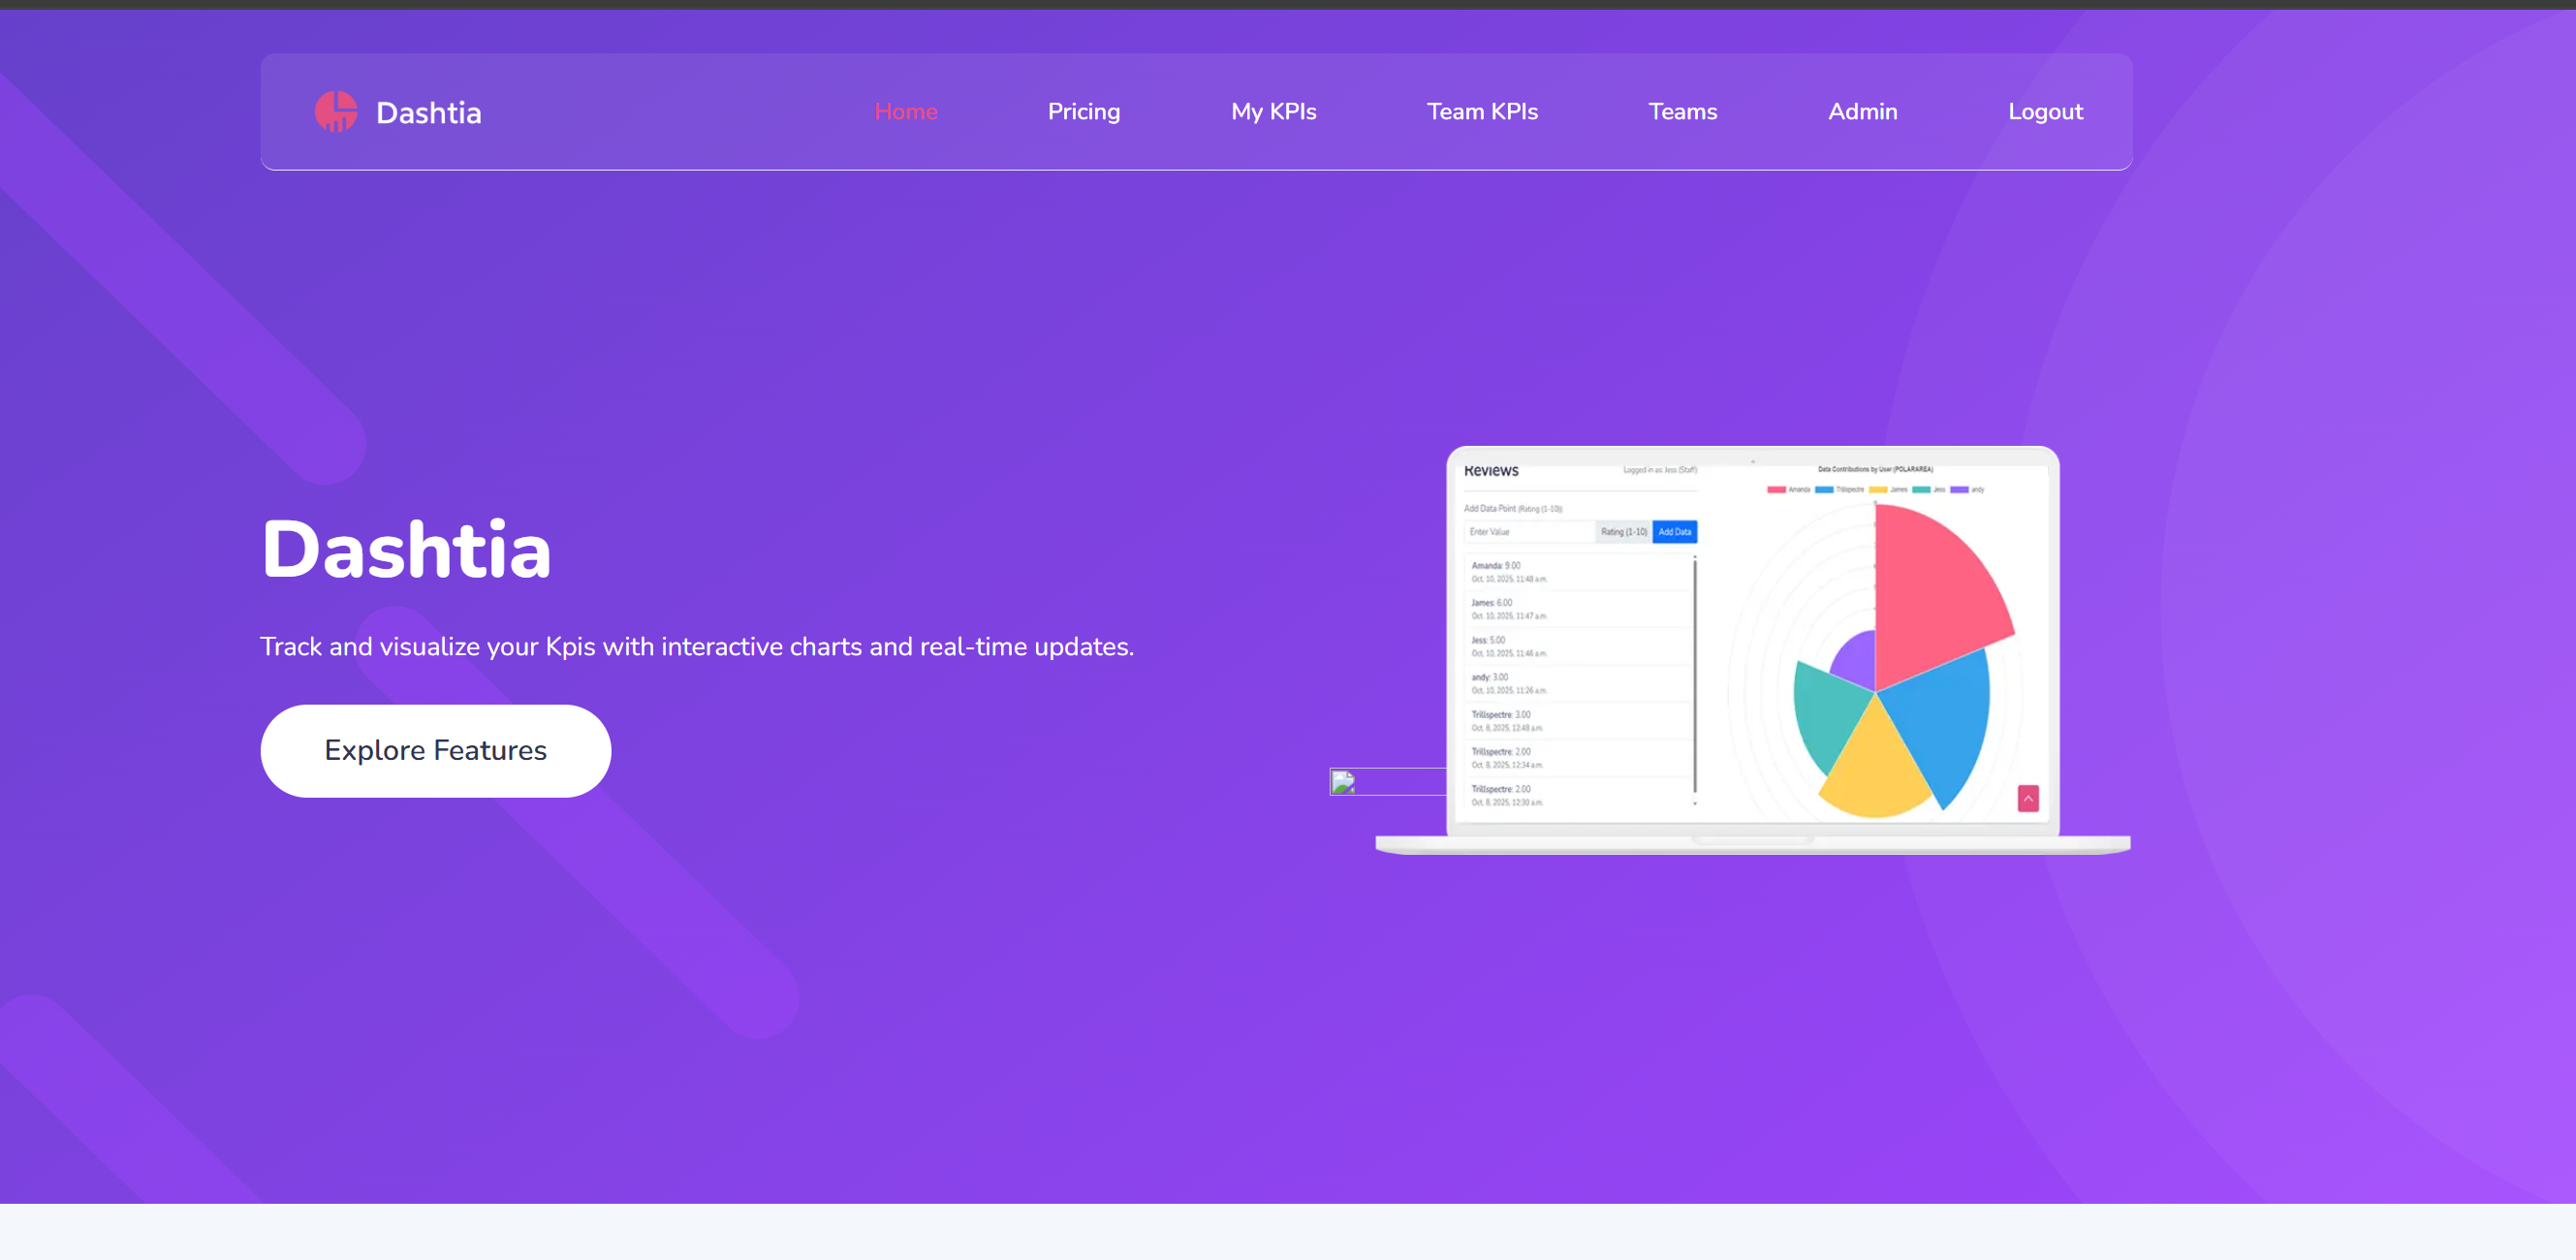 Dashtia
Home
Pricing
My KPIs
Team KPIs
Teams
Admin
Logout
Dashtia
Track and visualize your Kpis with interactive charts and real-time updates.
Explore Features
Reviews
Logged in as: Jess (Staff)
Add Data Point (Rating (1-10))
Enter Value
Rating (1-10)
Add Data
Amanda: 9.00
Oct. 10, 2025, 11:48 a.m.
James: 6.00
Oct. 10, 2025, 11:47 a.m.
Jess: 5.00
Oct. 10, 2025, 11:46 a.m.
andy: 3.00
Oct. 10, 2025, 11:26 a.m.
Trillspectre: 3.00
Oct. 8, 2025, 12:48 a.m.
Trillspectre: 2.00
Oct. 8, 2025, 12:34 a.m.
Trillspectre: 2.00
Oct. 8, 2025, 12:30 a.m.
Data Contributions by User (POLARAREA)
Amanda
Trillspectre
James
Jess
andy